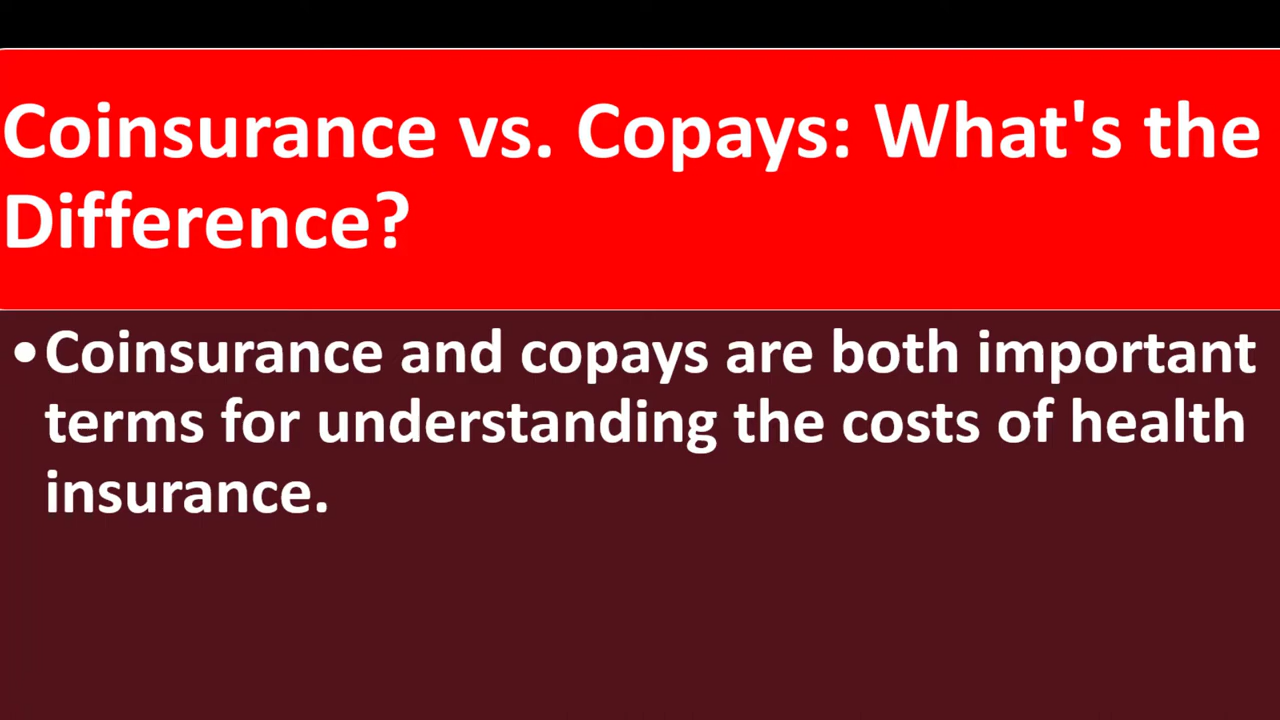 Coinsurance vs. Copays: What's the
Difference?
•Coinsurance and copays are both important
terms for understanding the costs of health
insurance.